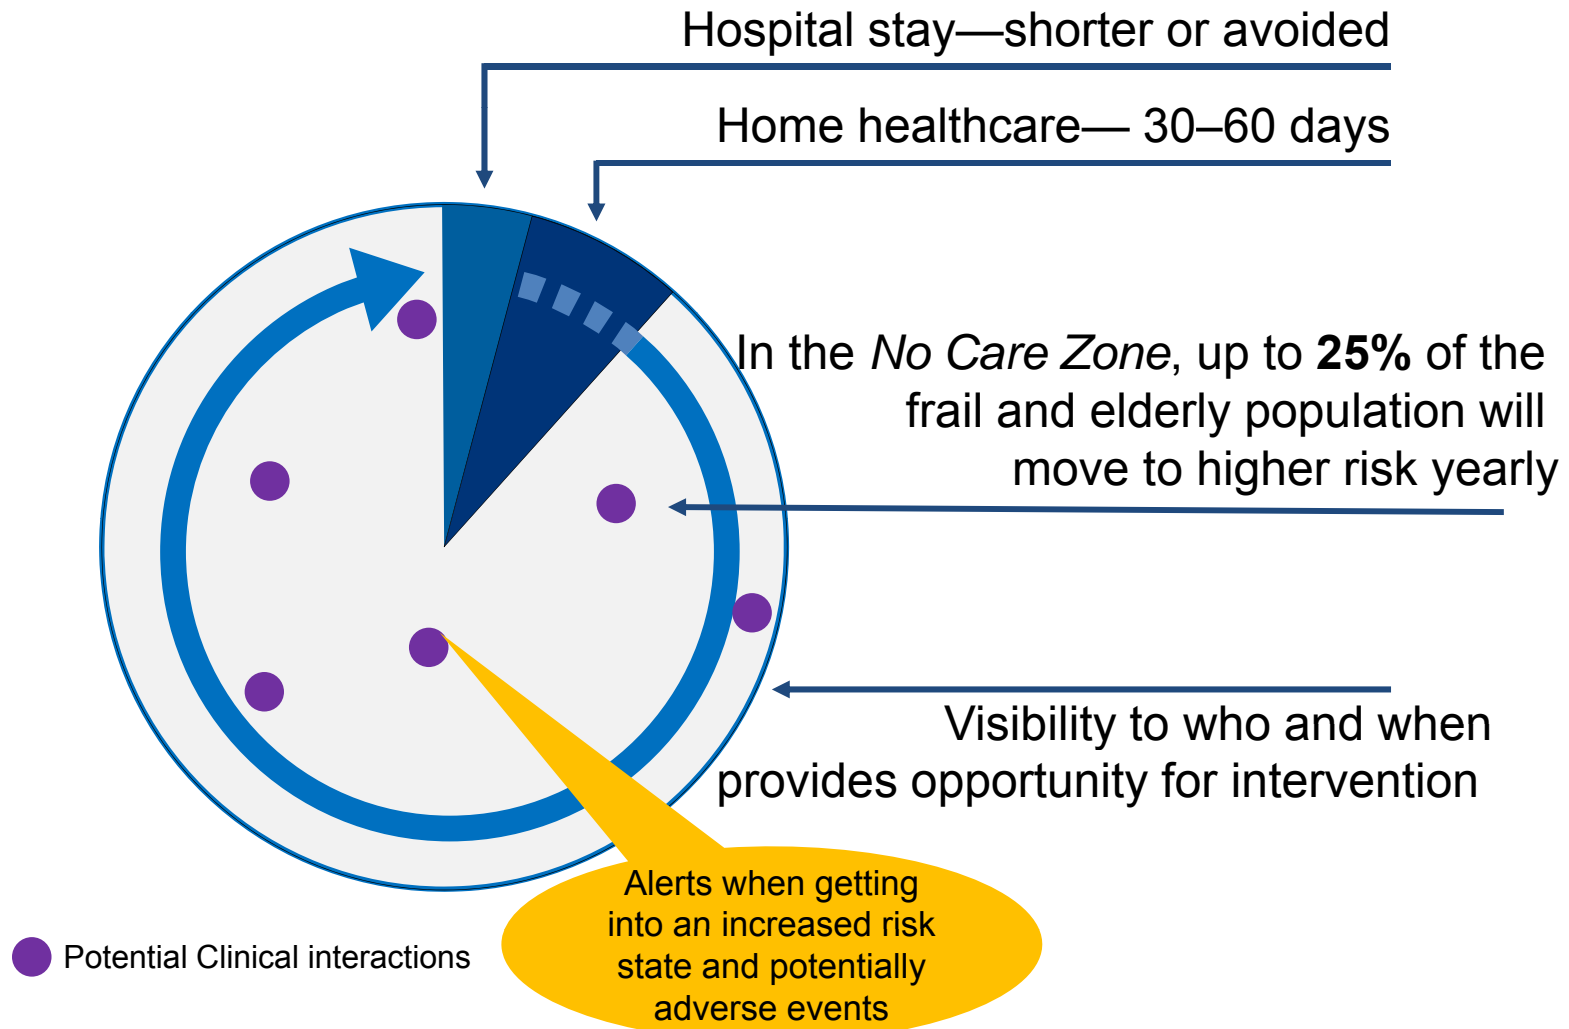 Hospital stay—shorter or avoided
Home healthcare— 30–60 days
In the No Care Zone, up to 25% of the
frail and elderly population will
move to higher risk yearly
Visibility to who and when
provides opportunity for intervention
Alerts when getting
into an increased risk
state and potentially
adverse events
Potential Clinical interactions